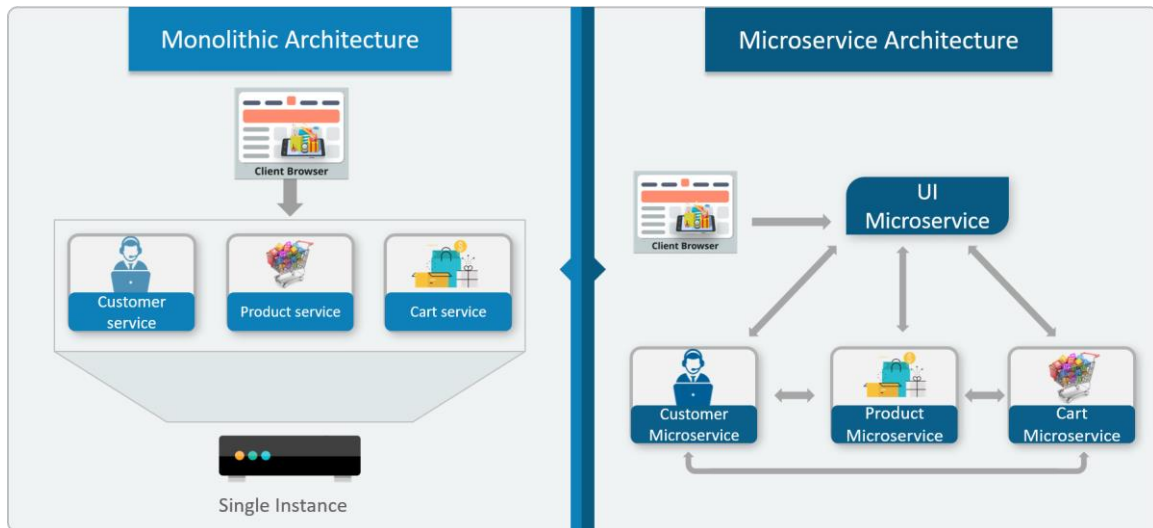 Monolithic Architecture
Client Browser
Customer
service
Product service
Cart service
Single Instance
Microservice Architecture
Client Browser
UI
Microservice
Customer
Microservice
Product
Microservice
Cart
Microservice